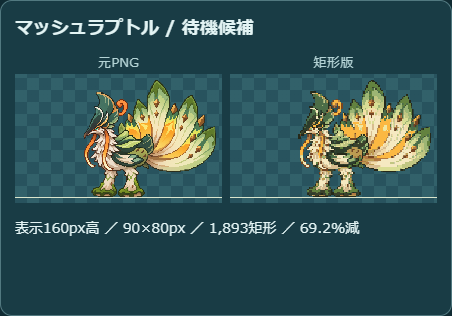 マッシュラプトル / 待機候補
元PNG
矩形版
表示160px高 ／ 90×80px ／ 1,893矩形 ／ 69.2%減